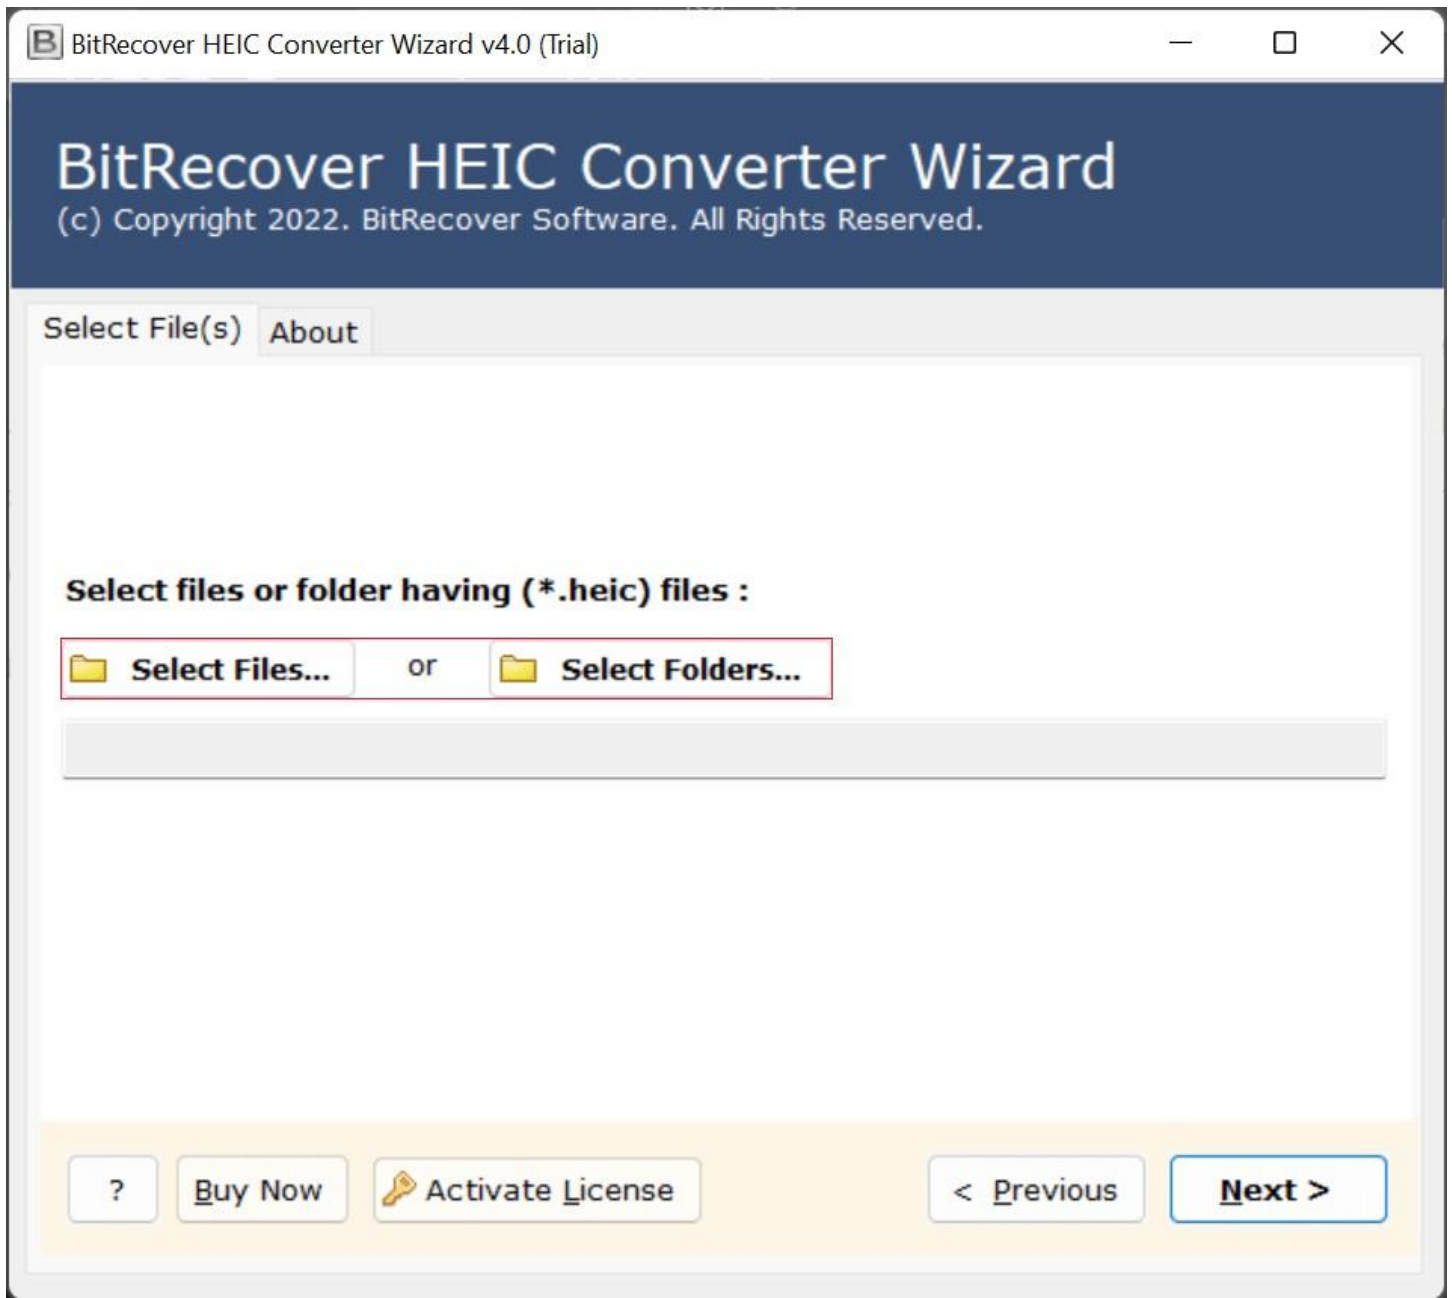 B BitRecover HEIC Converter Wizard v4.0 (Trial)
BitRecover HEIC Converter Wizard
(c) Copyright 2022. BitRecover Software. All Rights Reserved.
Select File(s) About
Select files or folder having (*.heic) files :
Select Files... or Select Folders...
? Buy Now Activate License < Previous Next >